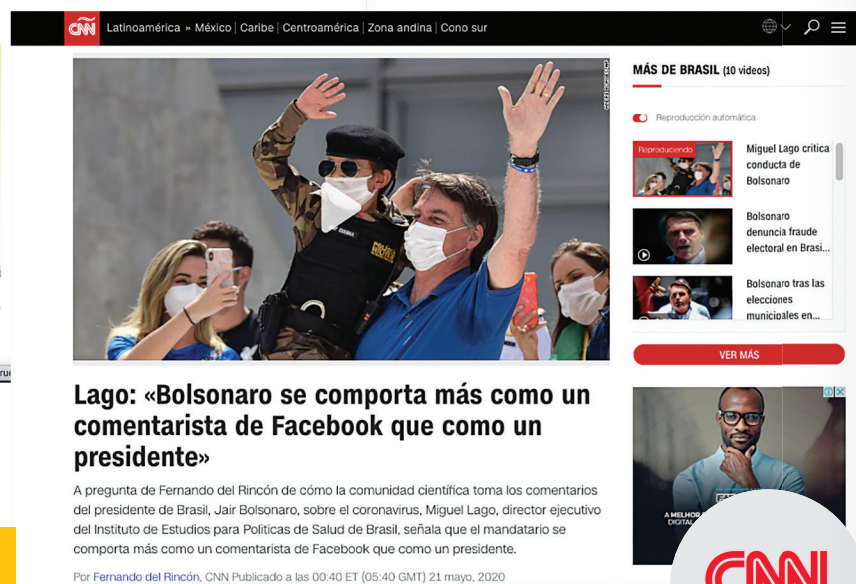 CNN Latinoamérica » México | Caribe | Centroamérica | Zona andina | Cono sur
Lago: «Bolsonaro se comporta más como un
comentarista de Facebook que como un
presidente»
A pregunta de Fernando del Rincón de cómo la comunidad científica toma los comentarios
del presidente de Brasil, Jair Bolsonaro, sobre el coronavirus, Miguel Lago, director ejecutivo
del Instituto de Estudios para Politicas de Salud de Brasil, señala que el mandatario se
comporta más como un comentarista de Facebook que como un presidente.
Por Fernando del Rincón, CNN Publicado a las 00:40 ET (05:40 GMT) 21 mayo, 2020
MÁS DE BRASIL (10 videos)
Reproducción automática
Reproduciendo
Miguel Lago critica
conducta de
Bolsonaro
Bolsonaro
denuncia fraude
electoral en Brasi...
Bolsonaro tras las
elecciones
municipales en...
VER MÁS
A MELHOR
DIGITAL
CNN